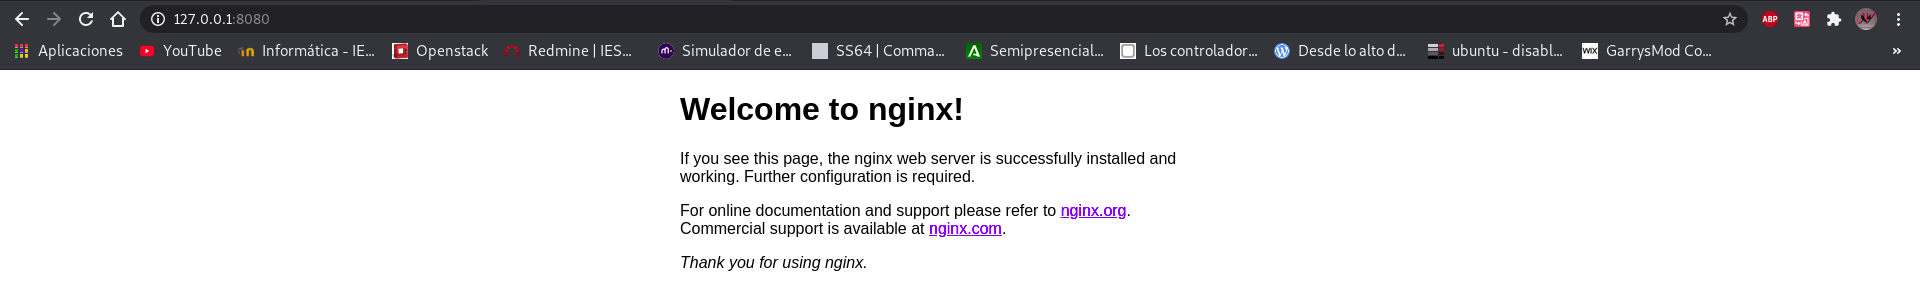 127.0.0.1:8080
ABP
Aplicaciones YouTube Informática - IE... Openstack Redmine | IES... Simulador de e... SS64 | Comma... Semipresencial... Los controlador... Desde lo alto d... ubuntu - disabl... WIX GarrysMod Co... »
Welcome to nginx!
If you see this page, the nginx web server is successfully installed and
working. Further configuration is required.
For online documentation and support please refer to nginx.org.
Commercial support is available at nginx.com.
Thank you for using nginx.